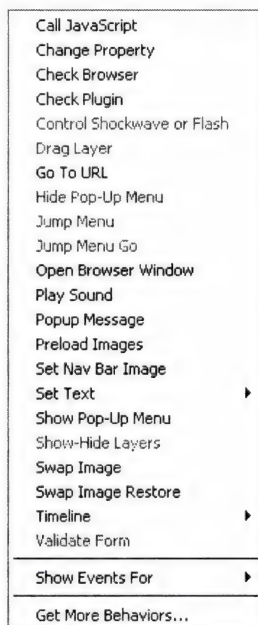 Call JavaScript
Change Property
Check Browser
Check Plugin
Control Shockwave or Flash
Drag Layer
Go To URL
Hide Pop-Up Menu
Jump Menu
Jump Menu Go
Open Browser Window
Play Sound
Popup Message
Preload Images
Set Nav Bar Image
Set Text
Show Pop-Up Menu
Show-Hide Layers
Swap Image
Swap Image Restore
Timeline
Validate Form
Show Events For
Get More Behaviors...